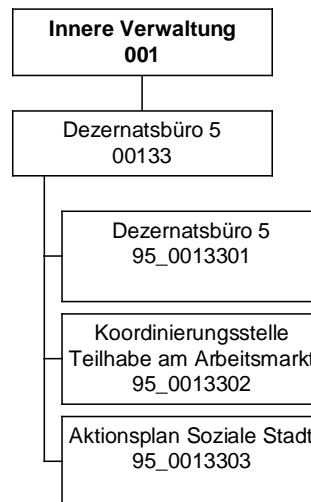 Innere Verwaltung
001
Dezernatsbüro 5
00133
Dezernatsbüro 5
95_0013301
Koordinierungsstelle
Teilhabe am Arbeitsmarkt
95_0013302
Aktionsplan Soziale Stadt
95_0013303